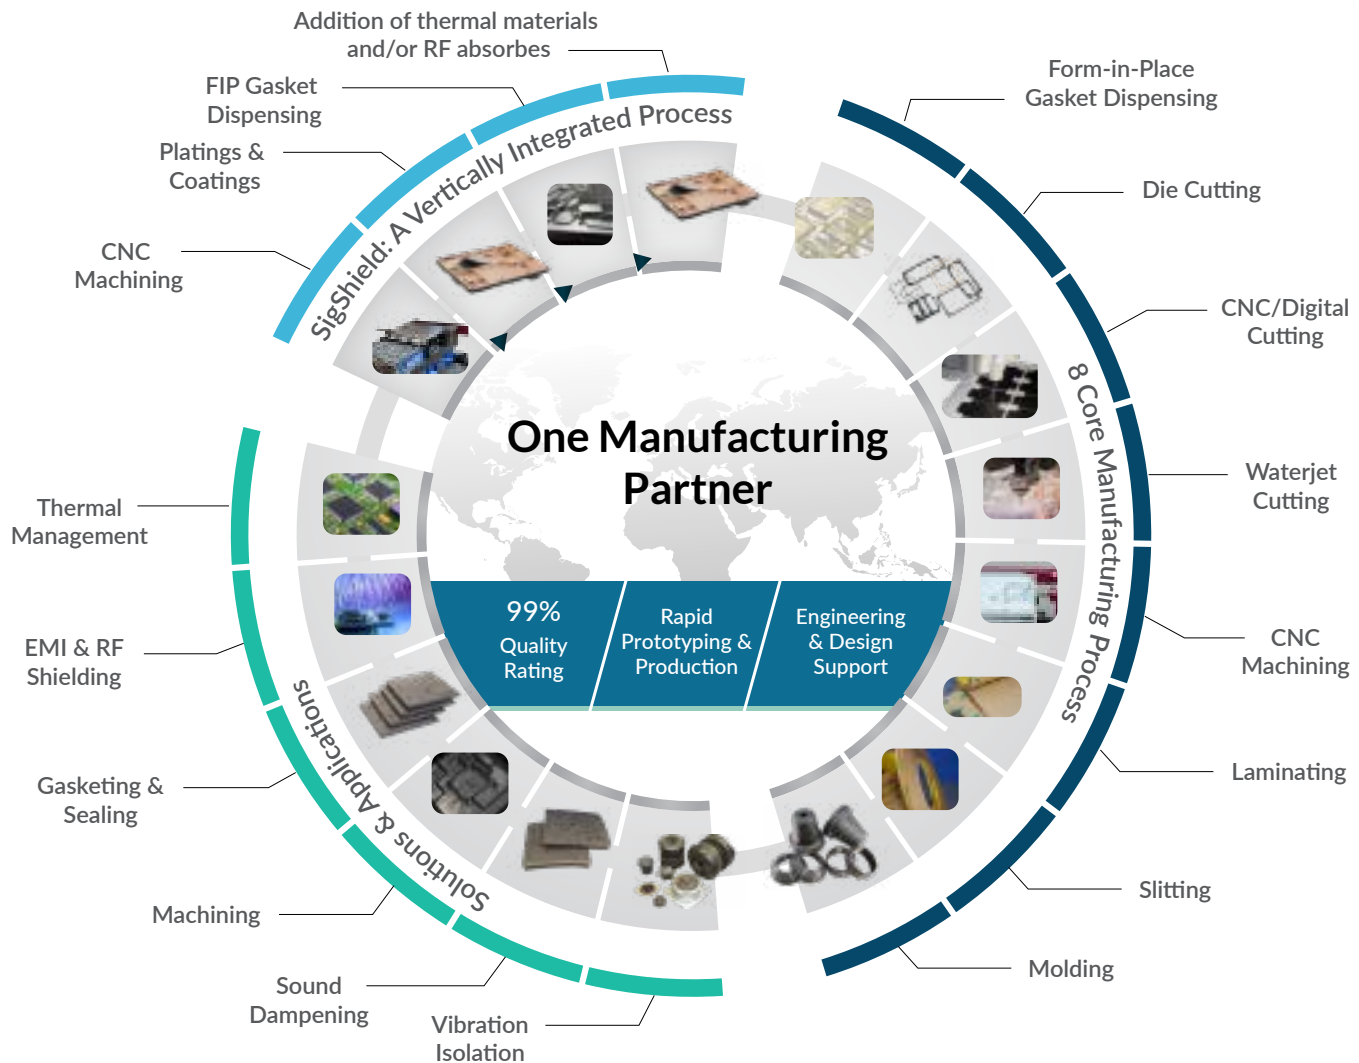 Addition of thermal materials
and/or RF absorbes
FIP Gasket
Dispensing
Platings &
Coatings
CNC
Machining
SigShield: A Vertically Integrated Process
Form-in-Place
Gasket Dispensing
Die Cutting
CNC/Digital
Cutting
Waterjet
Cutting
CNC
Machining
Laminating
Slitting
Molding
8 Core Manufacturing Process
One Manufacturing
Partner
99%
Quality
Rating
Rapid
Prototyping &
Production
Engineering
& Design
Support
Thermal
Management
EMI & RF
Shielding
Gasketing &
Sealing
Machining
Sound
Dampening
Vibration
Isolation
Solutions & Applications